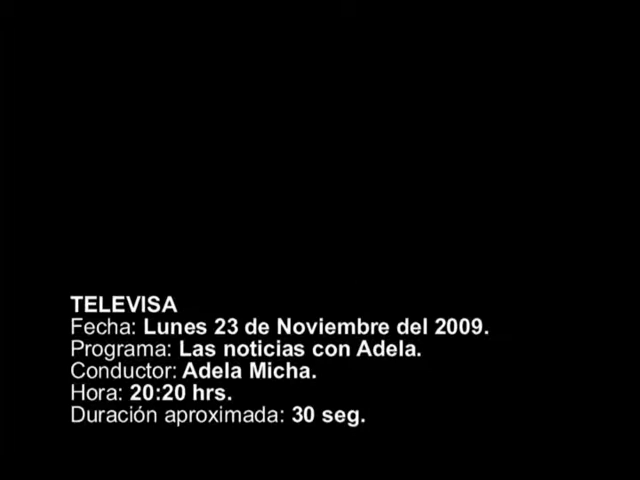 TELEVISA
Fecha: Lunes 23 de Noviembre del 2009.
Programa: Las noticias con Adela.
Conductor: Adela Micha.
Hora: 20:20 hrs.
Duración aproximada: 30 seg.